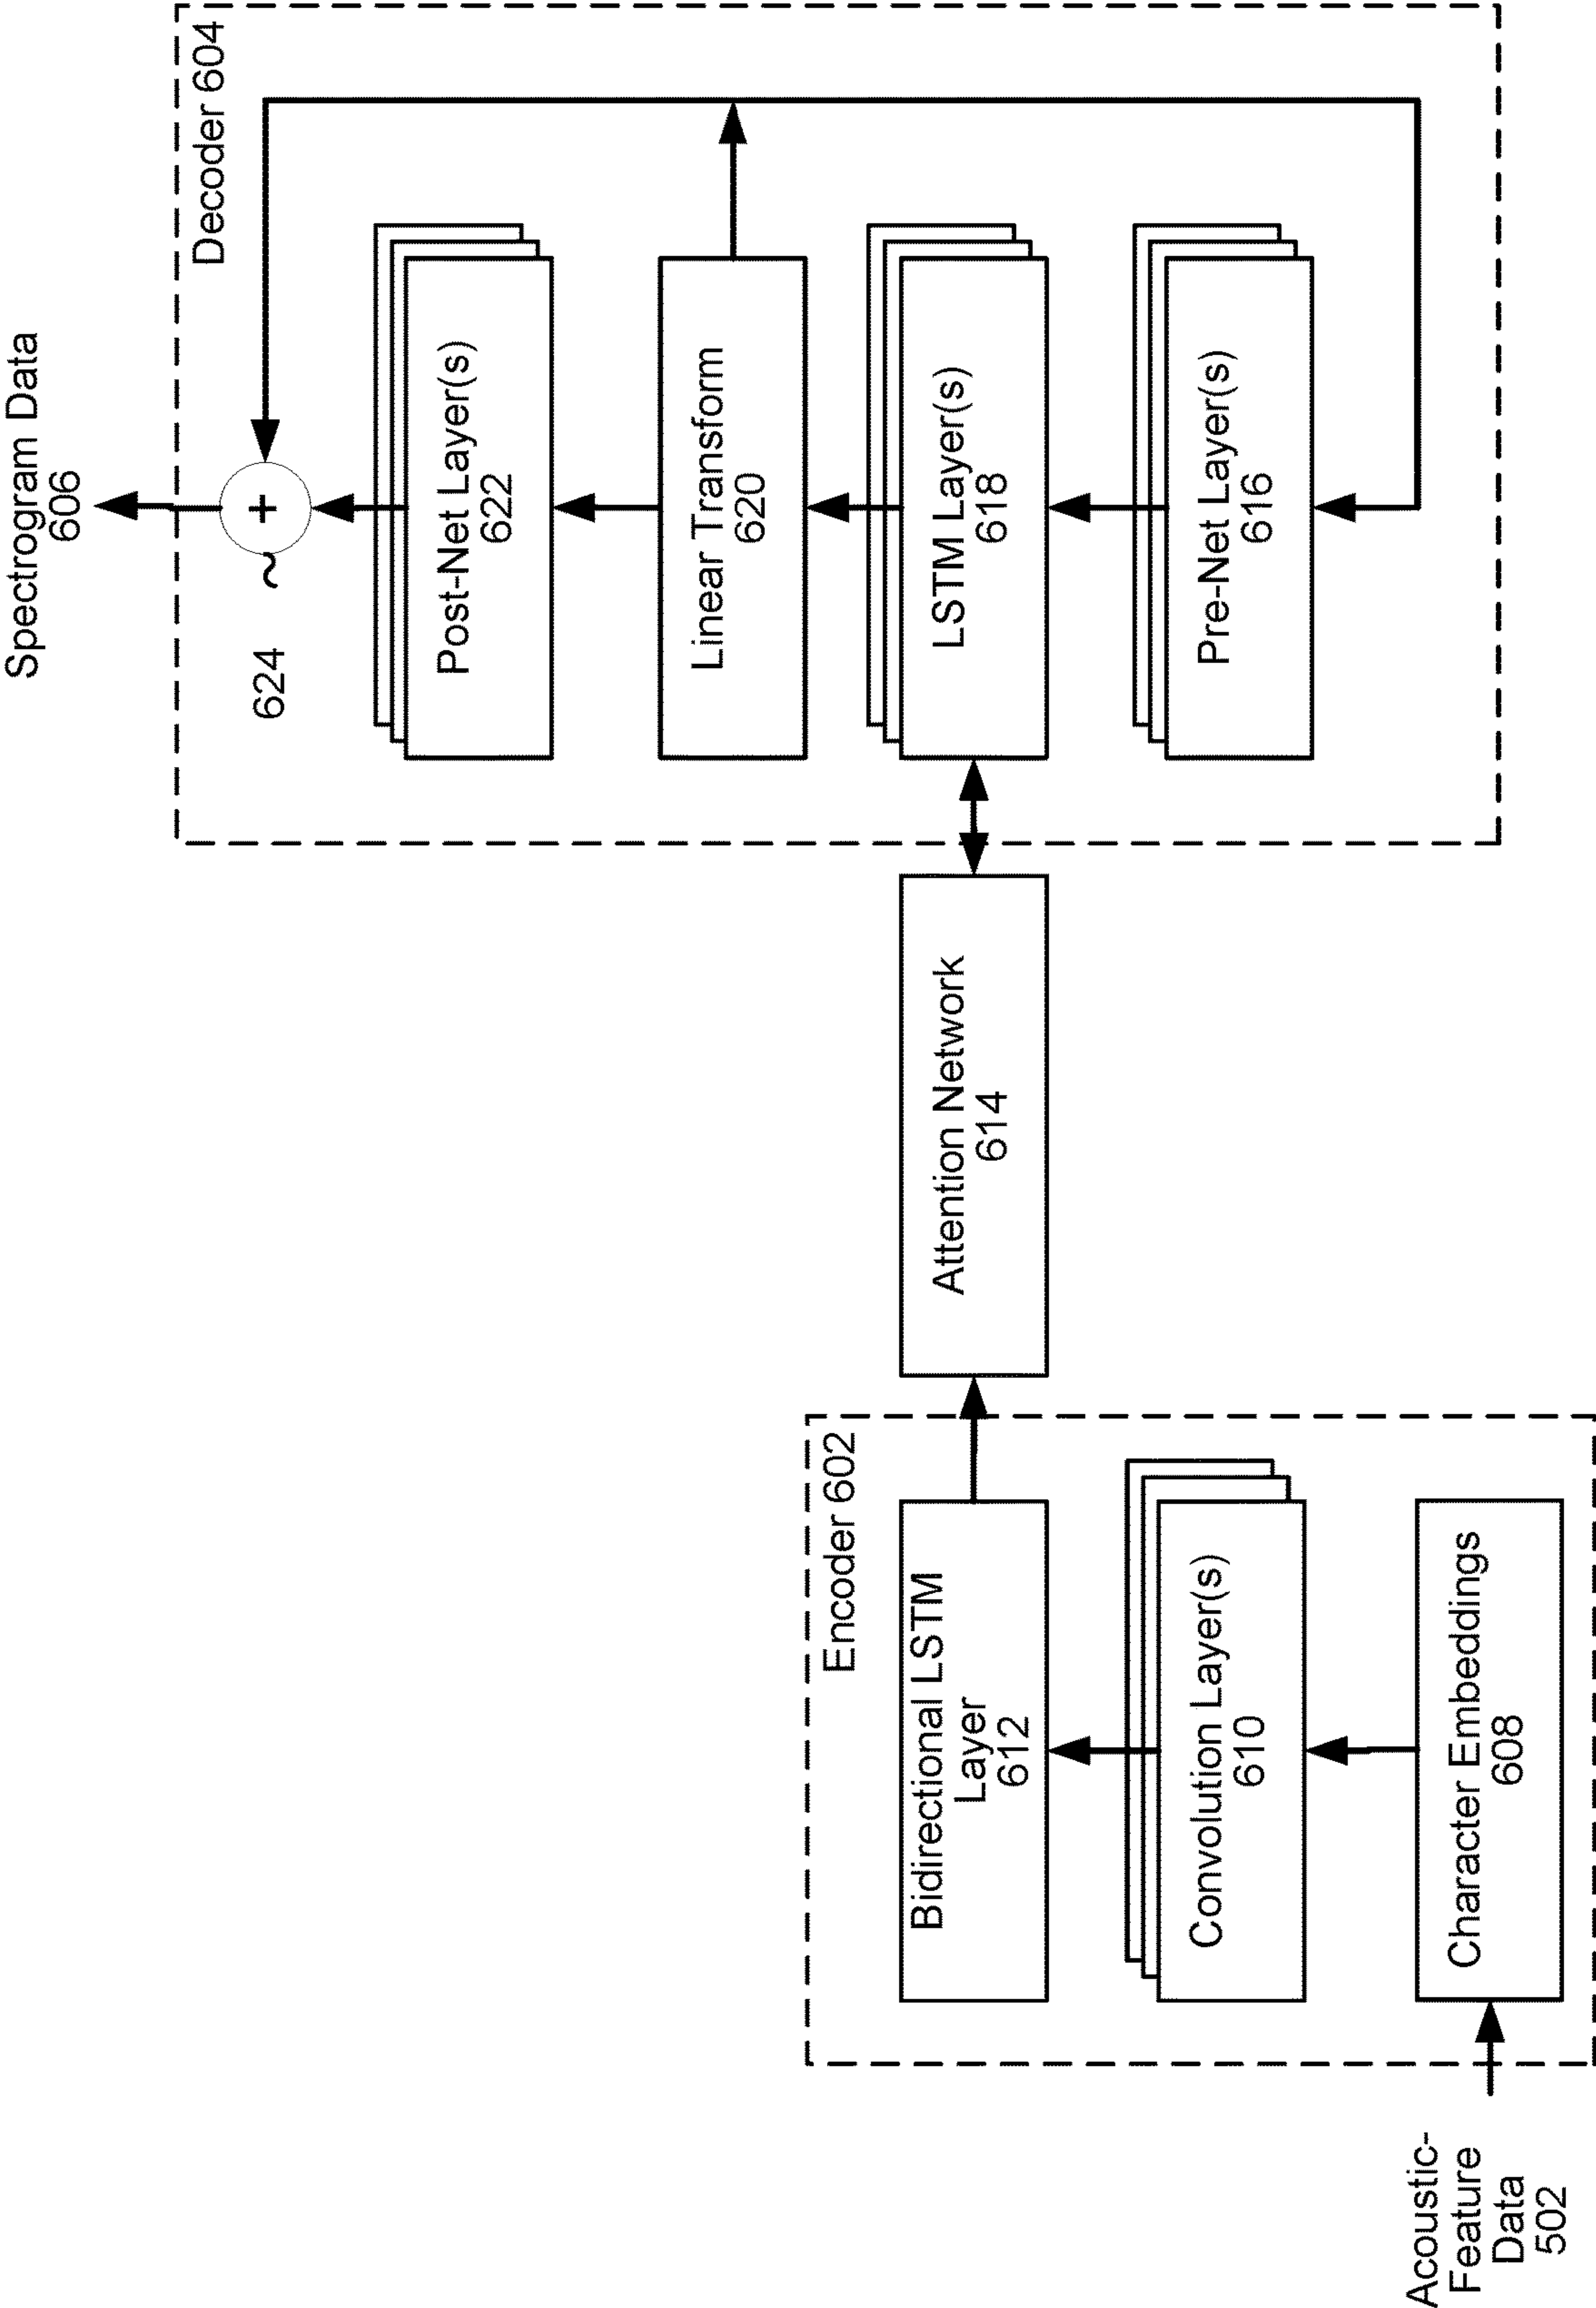 Spectrogram Data
606
Decoder 604
624
Post-Net Layer(s)
622
Linear Transform
620
LSTM Layer(s)
618
Pre-Net Layer(s)
616
Attention Network
614
Encoder 602
Bidirectional LSTM
Layer
612
Convolution Layer(s)
610
Character Embeddings
608
Acoustic-
Feature
Data
502
+
~